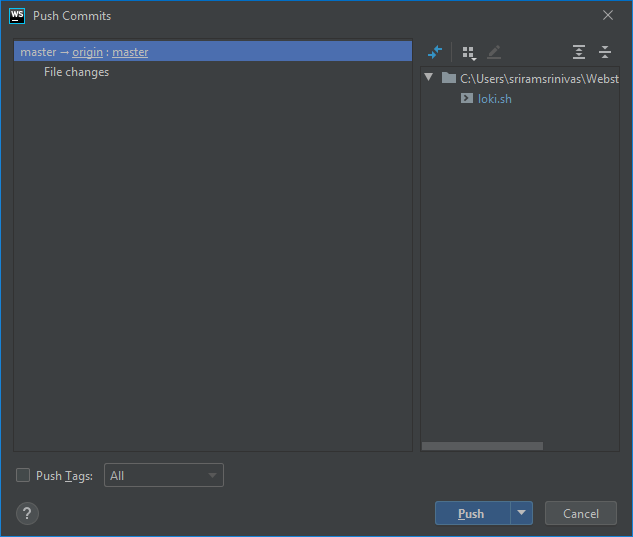 WS Push Commits
master → origin : master
File changes
C:\Users\sriramsrinivas\Webst
loki.sh
Push Tags: All
? Push Cancel